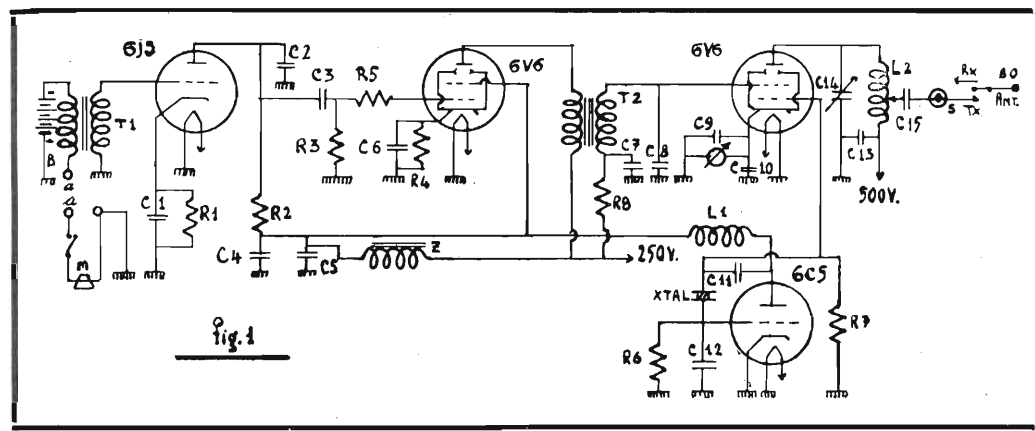 6J5
C2
6V6
6V6
L2
Rx
80
ANT.
Tx
S
C3
R5
T2
C14
C15
-
+
B
T1
a
a
R3
C6
R4
C7
C8
C9
C10
C13
500V.
C1
R1
R2
R8
L1
C4
C5
Z
250V.
M
C11
6C5
XTAL
R7
fig.1
R6
C12